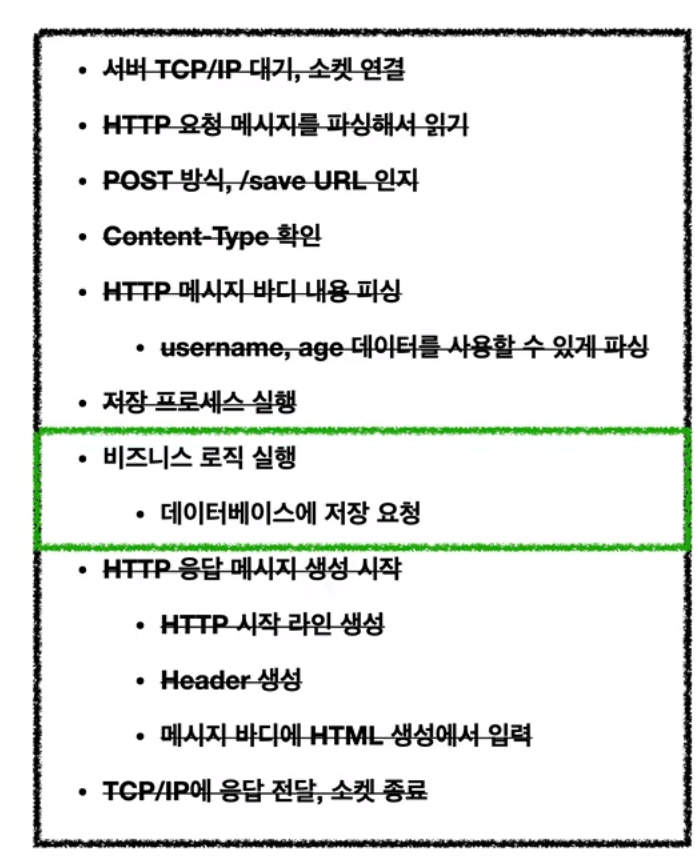 • 서버 TCP/IP 대기, 소켓 연결
• HTTP 요청 메시지를 파싱해서 읽기
• POST 방식, /save URL 인지
• Content-Type 확인
• HTTP 메시지 바디 내용 피싱
• username, age 데이터를 사용할 수 있게 파싱
• 저장 프로세스 실행
• 비즈니스 로직 실행
• 데이터베이스에 저장 요청
• HTTP 응답 메시지 생성 시작
• HTTP 시작 라인 생성
• Header 생성
• 메시지 바디에 HTML 생성에서 입력
• TCP/IP에 응답 전달, 소켓 종료